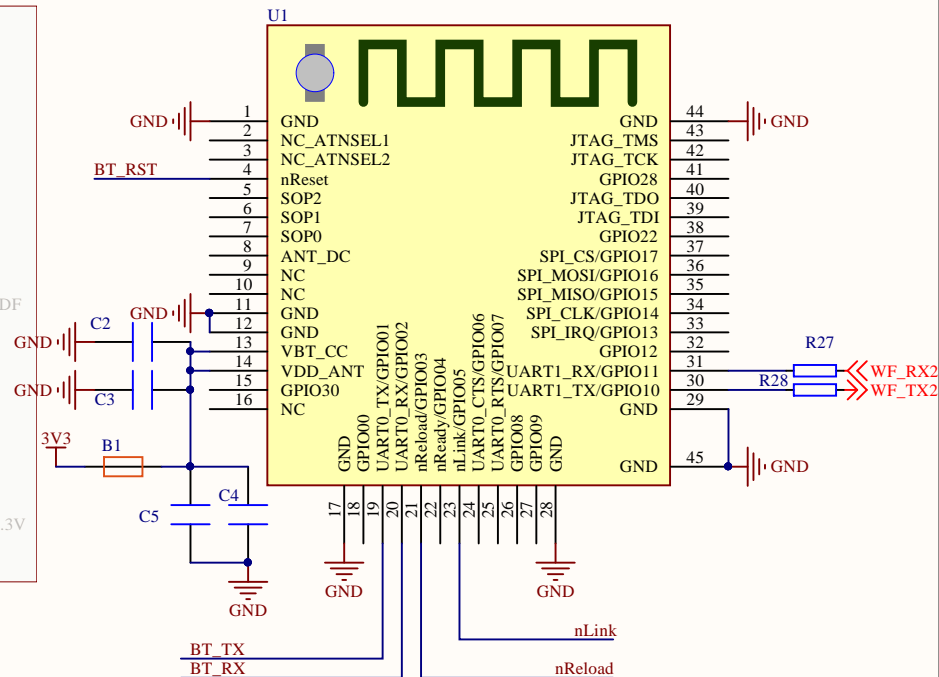 U1
GND
1
GND
44
GND
GND
2
NC_ATNSEL1
43
JTAG_TMS
3
NC_ATNSEL2
42
JTAG_TCK
BT_RST
4
nReset
41
GPIO28
5
SOP2
40
JTAG_TDO
6
SOP1
39
JTAG_TDI
7
SOP0
38
GPIO22
8
ANT_DC
37
SPI_CS/GPIO17
9
NC
36
SPI_MOSI/GPIO16
10
NC
35
SPI_MISO/GPIO15
GND
11
GND
34
SPI_CLK/GPIO14
12
GND
33
SPI_IRQ/GPIO13
13
VBT_CC
32
GPIO12
14
VDD_ANT
31
UART1_RX/GPIO11
15
GPIO30
30
UART1_TX/GPIO10
16
NC
29
GND
45
GND
GND
DF
C2
GND
GND
C3
3V3
B1
C5
C4
GND
.3V
R27
WF_RX2
R28
WF_TX2
GND
GPIO00
UART0_TX/GPIO01
UART0_RX/GPIO02
nReload/GPIO03
nReady/GPIO04
nLink/GPIO05
UART0_CTS/GPIO06
UART0_RTS/GPIO07
GPIO08
GPIO09
GND
17
18
19
20
21
22
23
24
25
26
27
28
GND
GND
nLink
BT_TX
BT_RX
nReload